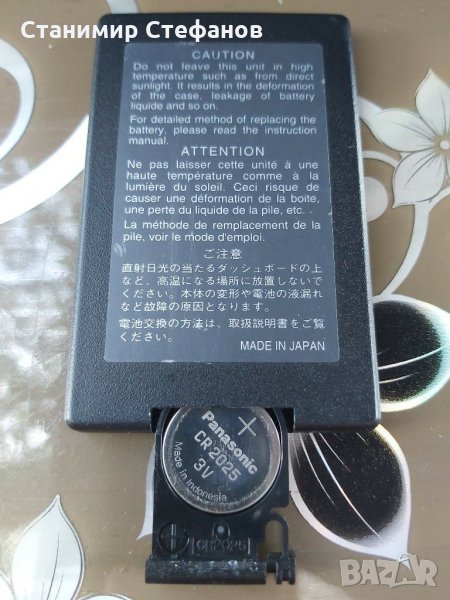 Станимир Стефанов
CAUTION
Do not leave this unit in high
temperature such as from direct
sunlight. It results in the deformation
of the case, leakage of battery
liquide and so on.
For detailed method of replacing the
battery, please read the instruction
manual.
ATTENTION
Ne pas laisser cette unité à une
haute température comme à la
lumière du soleil. Ceci risque de
causer une déformation de la boite,
une perte du liquide de la pile, etc. .
La méthode de remplacement de la
pile, voir le mode d'emploi.
ご注意
直射日光の当たるダッシュボードの上
など、高温になる場所に放置しないで
ください。本体の変形や電池の液漏れ
など故障の原因となります。
電池交換の方法は、取扱説明書をご覧
ください。
MADE IN JAPAN
Panasonic
CR2025
3V
Made in Indonesia
CR2025
BAZAR